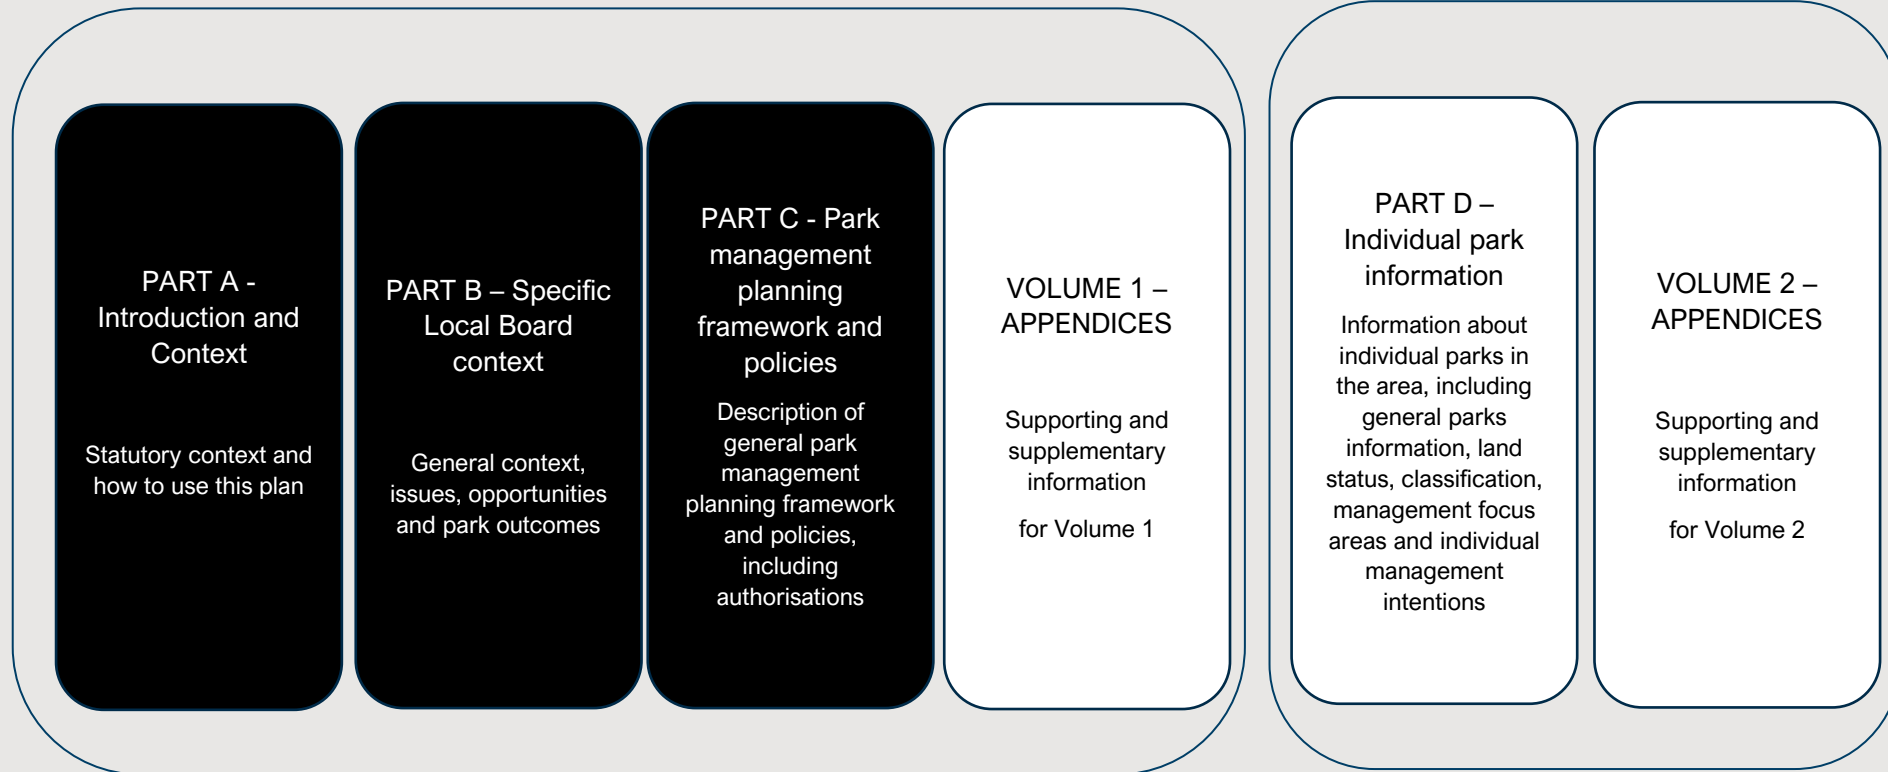 PART A -
Introduction and
Context
Statutory context and
how to use this plan
PART B – Specific
Local Board
context
General context,
issues, opportunities
and park outcomes
PART C - Park
management
planning
framework and
policies
Description of
general park
management
planning framework
and policies,
including
authorisations
VOLUME 1 –
APPENDICES
Supporting and
supplementary
information
for Volume 1
PART D –
Individual park
information
Information about
individual parks in
the area, including
general parks
information, land
status, classification,
management focus
areas and individual
management
intentions
VOLUME 2 –
APPENDICES
Supporting and
supplementary
information
for Volume 2